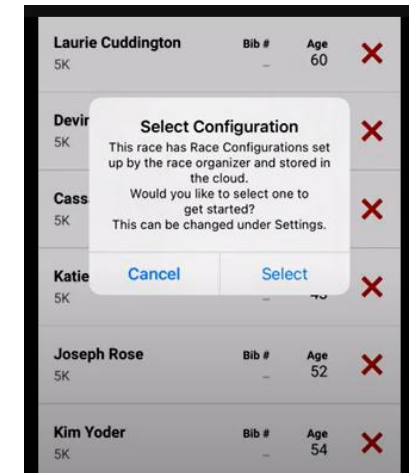 Laurie Cuddington Bib # Age
5K – 60
Devin
5K
Select Configuration
This race has Race Configurations set
up by the race organizer and stored in
the cloud.
Would you like to select one to
get started?
This can be changed under Settings.
Cass
5K
Cancel Select
Katie
5K –
Joseph Rose Bib # Age
5K – 52
Kim Yoder Bib # Age
5K – 54